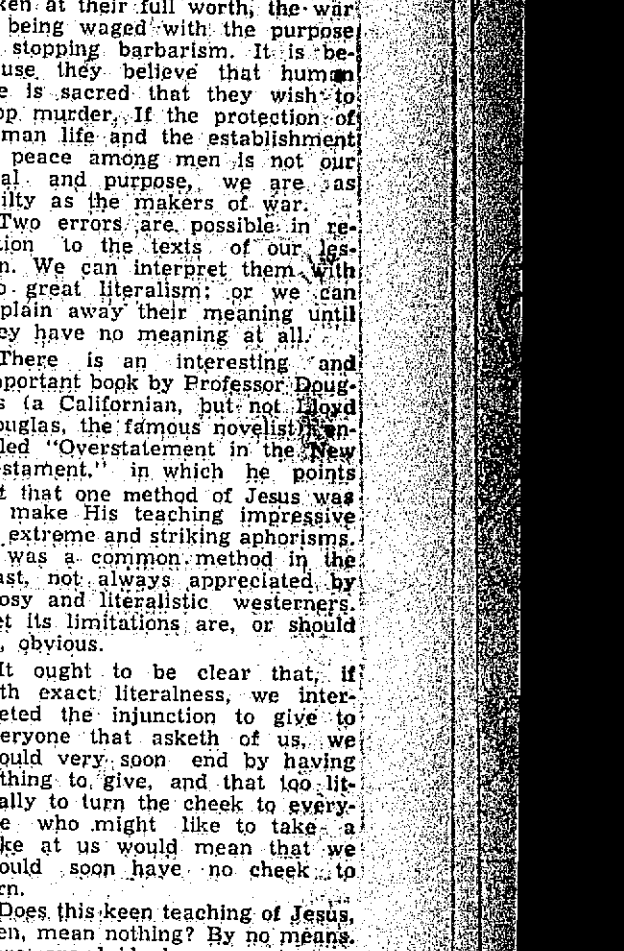 ken at their full worth, the war
being waged with the purpose
stopping barbarism. It is be-
use they believe that human
e is sacred that they wish to
op murder. If the protection of
man life and the establishment
peace among men is not our
al and purpose, we are as
ilty as the makers of war.
Two errors are possible in re-
tion to the texts of our les-
n. We can interpret them with
o great literalism; or we can
plain away their meaning until
ey have no meaning at all.
There is an interesting and
portant book by Professor Doug-
s (a Californian, but not Lloyd
ouglas, the famous novelist) en-
led "Overstatement in the New
stament," in which he points
t that one method of Jesus was
make His teaching impressive
extreme and striking aphorisms.
was a common method in the
ast, not always appreciated by
osy and literalistic westerners.
et its limitations are, or should
, obvious.
It ought to be clear that, if
th exact literalness, we inter-
eted the injunction to give to
eryone that asketh of us, we
ould very soon end by having
thing to give, and that too lit-
ally to turn the cheek to every-
e who might like to take a
ke at us would mean that we
ould soon have no cheek to
rn.
Does this keen teaching of Jesus,
en, mean nothing? By no means.